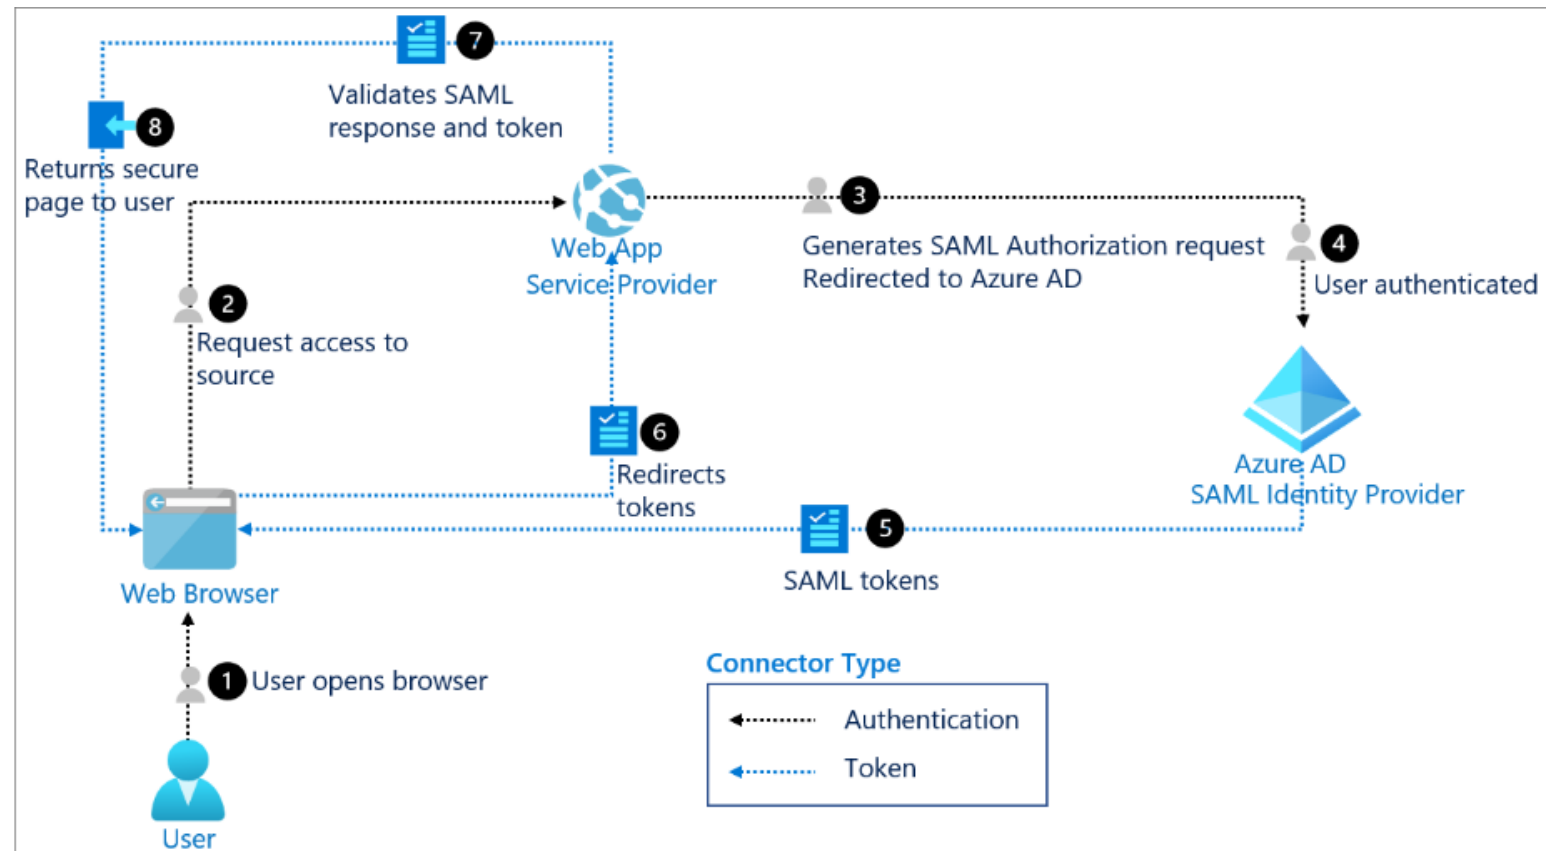 7
Validates SAML
response and token
8
Returns secure
page to user
Web App
Service Provider
3
Generates SAML Authorization request
Redirected to Azure AD
4
User authenticated
2
Request access to
source
6
Redirects
tokens
Azure AD
SAML Identity Provider
5
SAML tokens
Web Browser
1 User opens browser
User
Connector Type
Authentication
Token